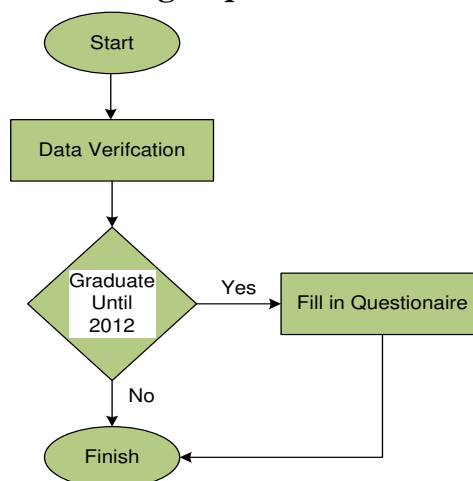 Start
Data Verifcation
Graduate
Until
2012
Yes
Fill in Questionaire
No
Finish